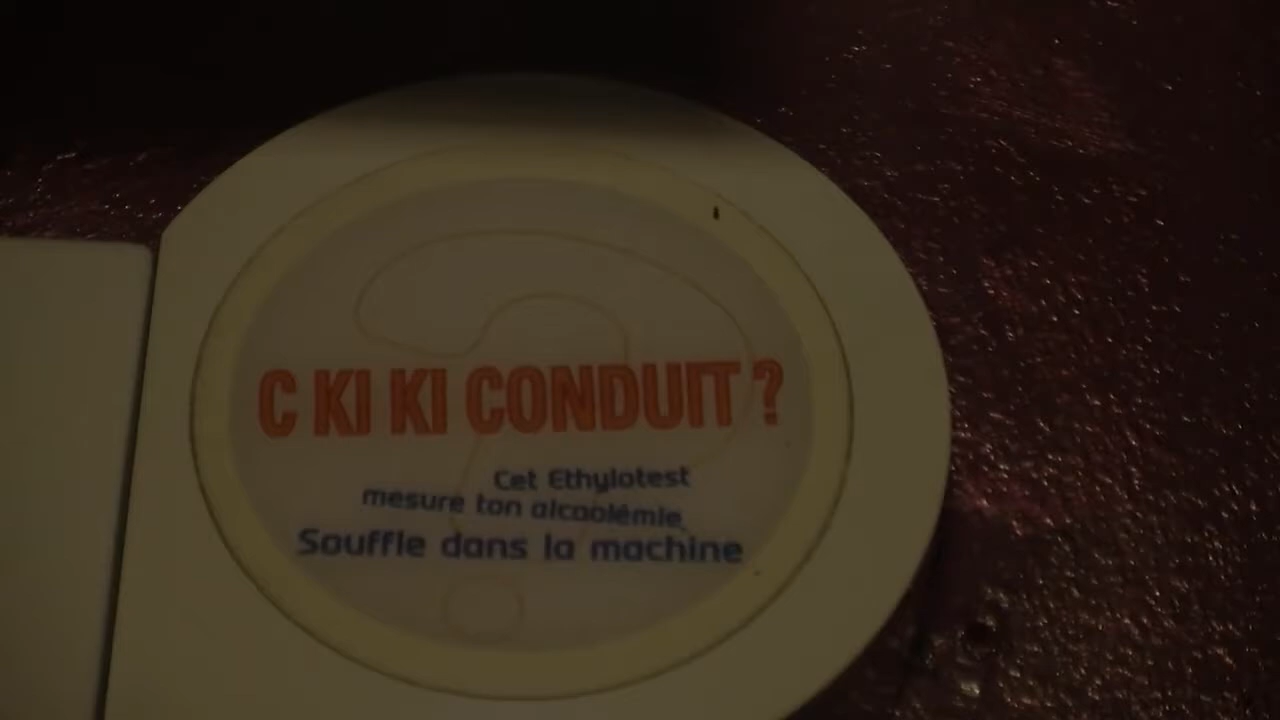 C KI KI CONDUIT ?
Cet Ethylotest
mesure ton alcoolémie
Souffle dans la machine